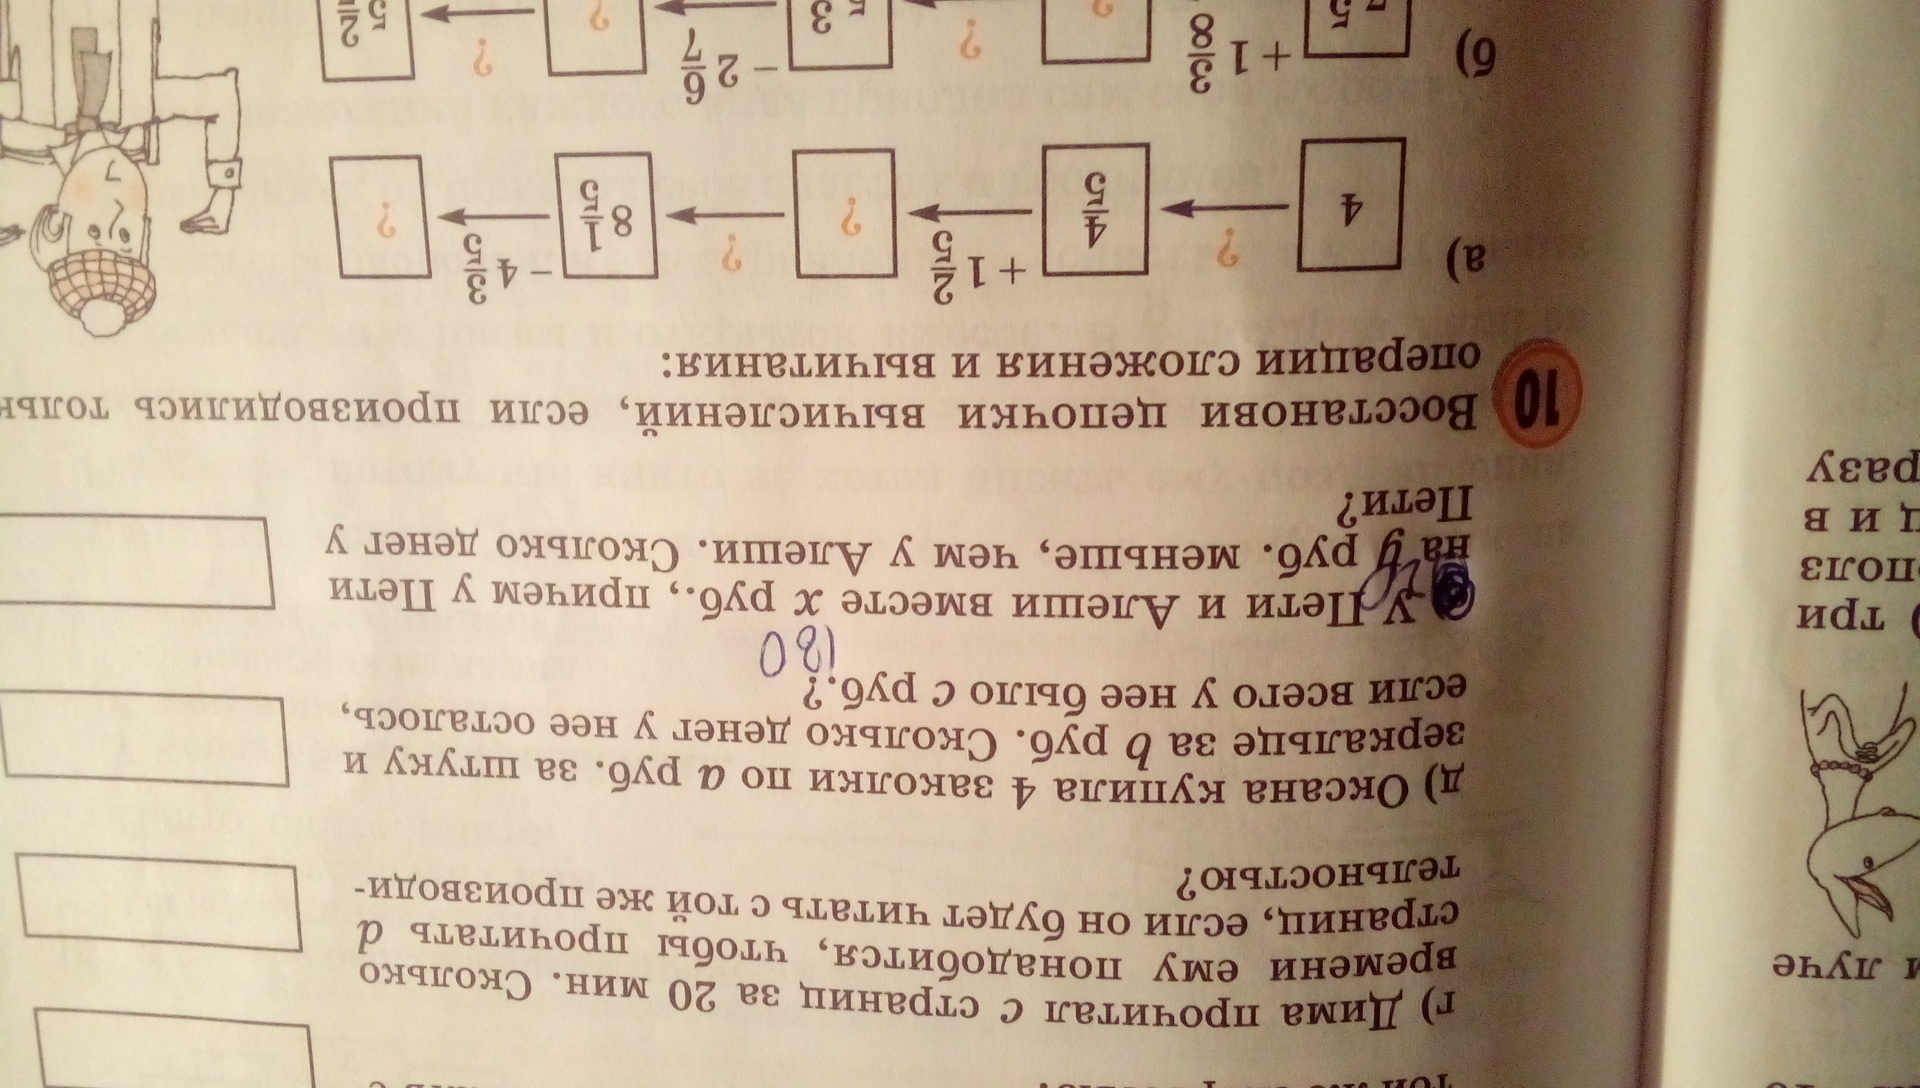 г) Дима прочитал c страниц за 20 мин. Сколько
времени ему понадобится, чтобы прочитать d
страниц, если он будет читать с той же производи-
тельностью?
д) Оксана купила 4 заколки по a руб. за штуку и
зеркальце за b руб. Сколько денег у нее осталось,
если всего у нее было c руб.?
180
У Пети и Алеши вместе x руб., причем у Пети
на y руб. меньше, чем у Алеши. Сколько денег у
Пети?
10 Восстанови цепочки вычислений, если производились
операции сложения и вычитания:
а) 4 ? 4/5 + 1 2/5 ? ? 8 1/5 - 4 3/5 ?
б) + 1 3/8 ? ? - 2 6/7 ? ?
луче
три
полз
ц и в
разу